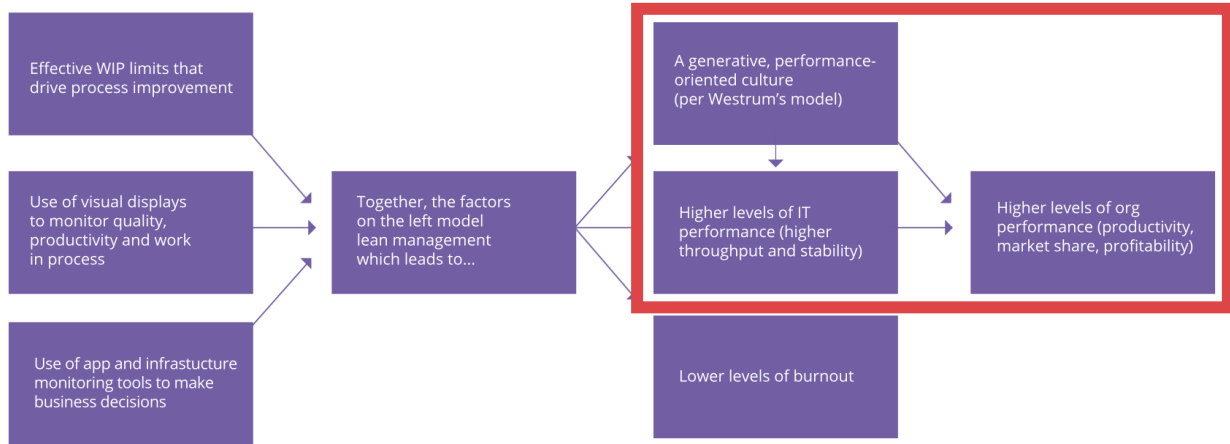 Effective WIP limits that
drive process improvement
Use of visual displays
to monitor quality,
productivity and work
in process
Use of app and infrastucture
monitoring tools to make
business decisions
Together, the factors
on the left model
lean management
which leads to...
A generative, performance-
oriented culture
(per Westrum’s model)
Higher levels of IT
performance (higher
throughput and stability)
Lower levels of burnout
Higher levels of org
performance (productivity,
market share, profitability)